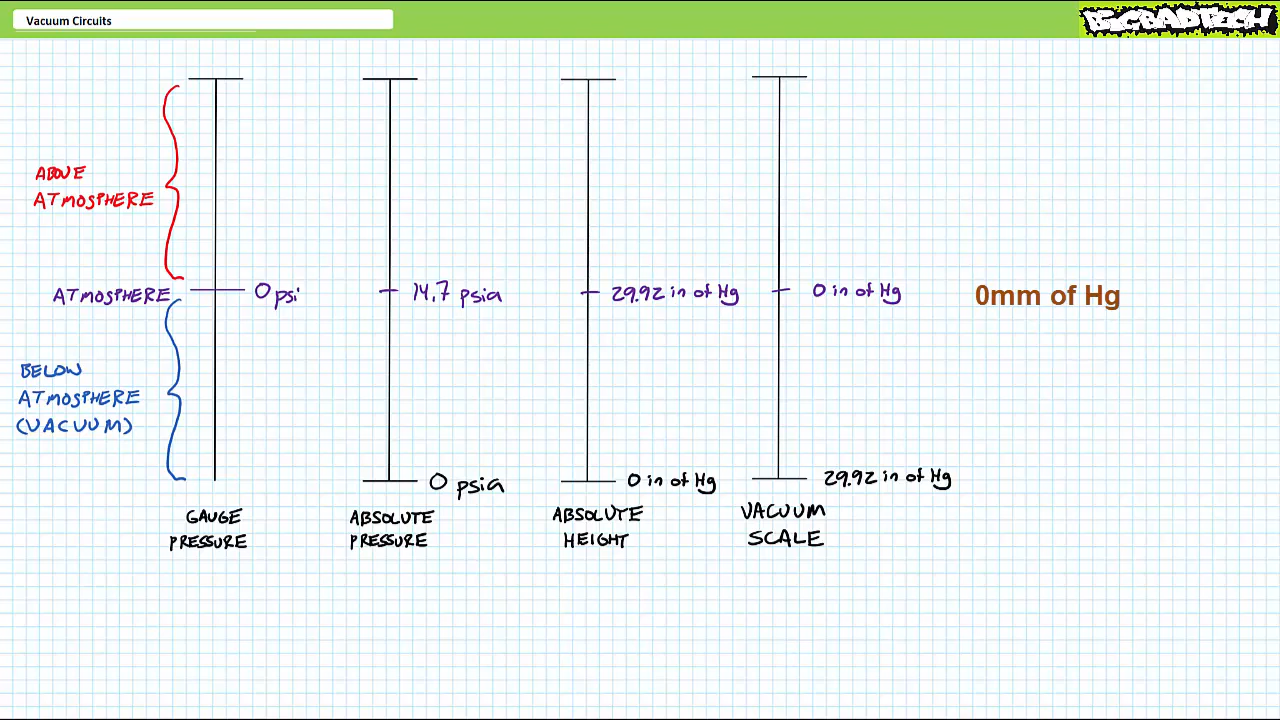 Vacuum Circuits
BIGBADTECH
ABOVE
ATMOSPHERE
ATMOSPHERE
0 psi
14.7 psia
29.92 in of Hg
0 in of Hg
0mm of Hg
BELOW
ATMOSPHERE
(VACUUM)
0 psia
0 in of Hg
29.92 in of Hg
GAUGE
PRESSURE
ABSOLUTE
PRESSURE
ABSOLUTE
HEIGHT
VACUUM
SCALE